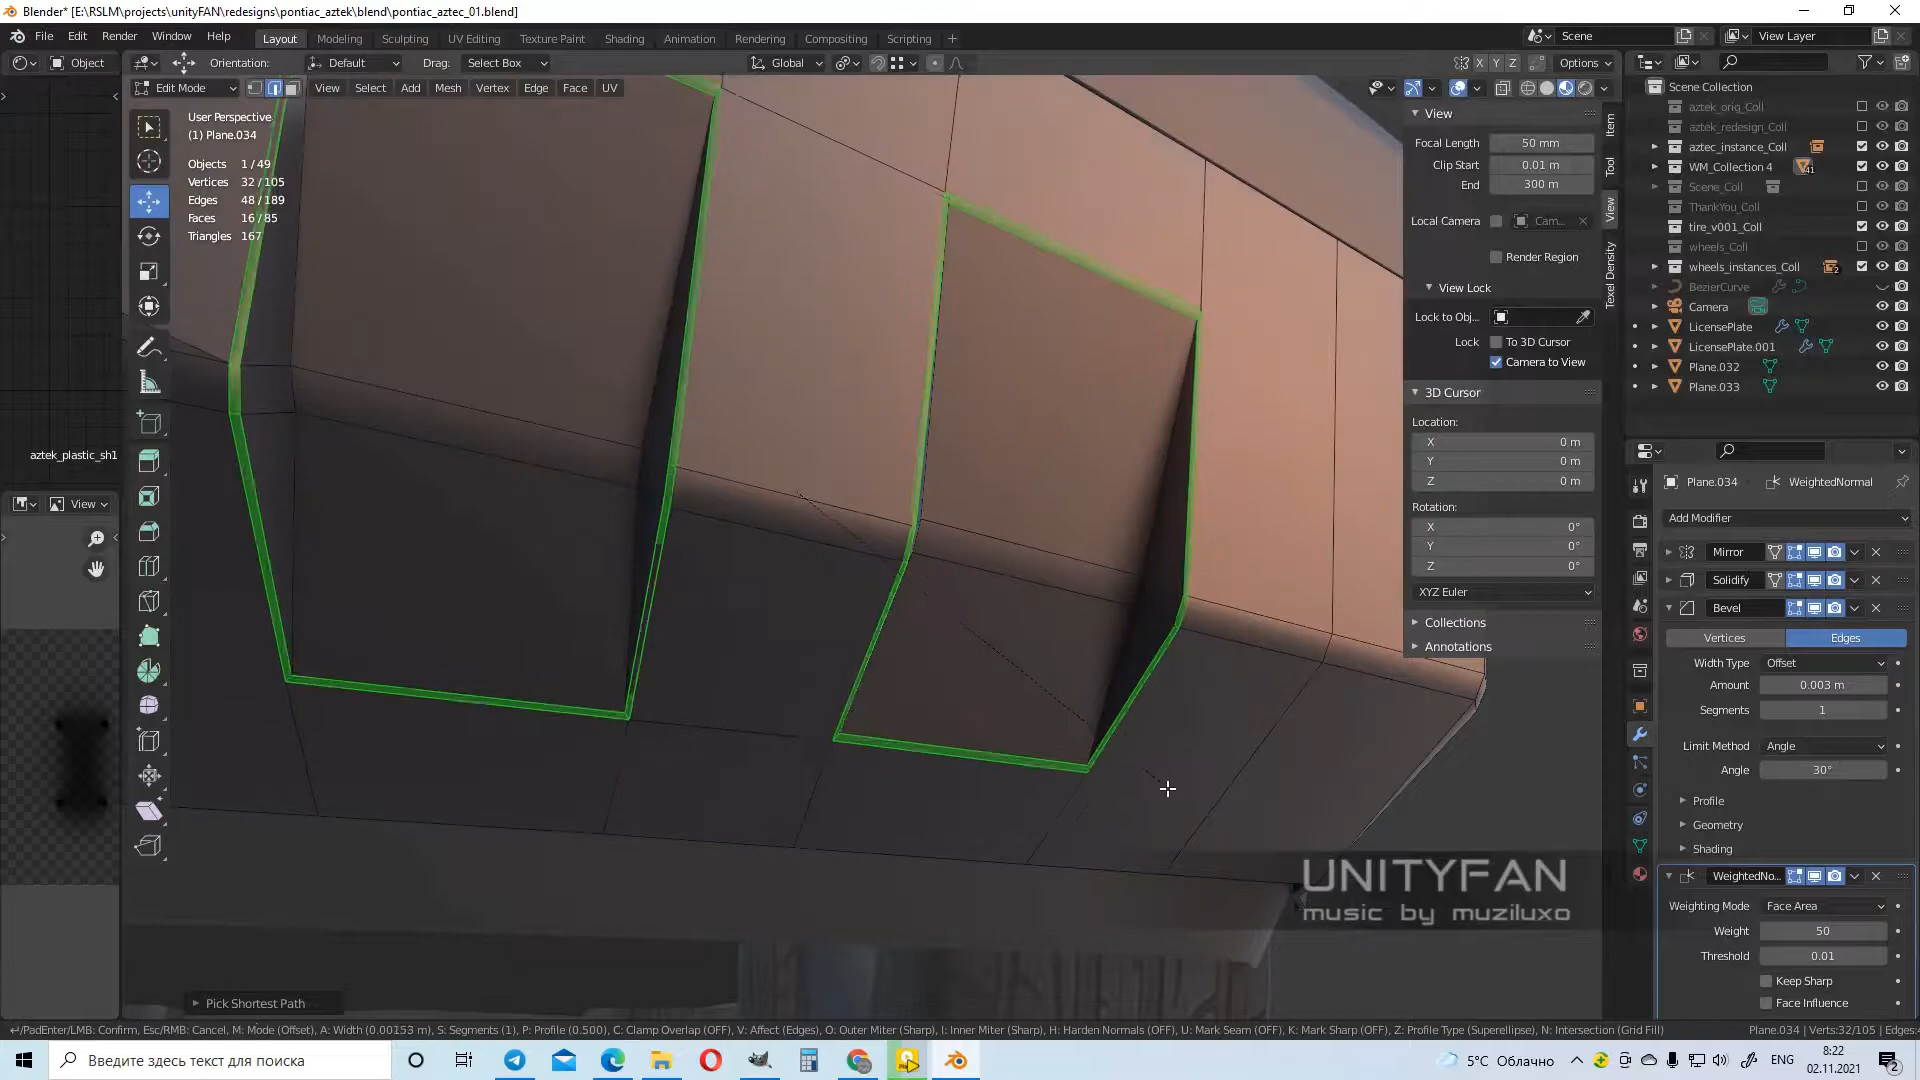 Blender* [E:\RSLM\projects\unityFAN\redesigns\pontiac_aztek\blend\pontiac_aztec_01.blend]
File Edit Render Window Help Layout Modeling Sculpting UV Editing Texture Paint Shading Animation Rendering Compositing Scripting + Scene View Layer
Object Orientation: Default Drag: Select Box Global X Y Z Options
Edit Mode View Select Add Mesh Vertex Edge Face UV
User Perspective
(1) Plane.034
Objects 1 / 49
Vertices 32 / 105
Edges 48 / 189
Faces 16 / 85
Triangles 167
aztek_plastic_sh1
View
View
Focal Length 50 mm
Clip Start 0.01 m
End 300 m
Local Camera Cam...
Render Region
View Lock
Lock to Obj...
Lock To 3D Cursor
Camera to View
3D Cursor
Location:
X 0 m
Y 0 m
Z 0 m
Rotation:
X 0°
Y 0°
Z 0°
XYZ Euler
Collections
Annotations
Item
Tool
View
Texel Density
Scene Collection
aztek_orig_Coll
aztek_redesign_Coll
aztec_instance_Coll
WM_Collection 4 41
Scene_Coll
ThankYou_Coll
tire_v001_Coll
wheels_Coll
wheels_instances_Coll 2
BezierCurve
Camera
LicensePlate
LicensePlate.001
Plane.032
Plane.033
Plane.034 WeightedNormal
Add Modifier
Mirror
Solidify
Bevel
Vertices Edges
Width Type Offset
Amount 0.003 m
Segments 1
Limit Method Angle
Angle 30°
Profile
Geometry
Shading
WeightedNo...
Weighting Mode Face Area
Weight 50
Threshold 0.01
Keep Sharp
Face Influence
UNITYFAN
music by muziluxo
Pick Shortest Path
↵/PadEnter/LMB: Confirm, Esc/RMB: Cancel, M: Mode (Offset), A: Width (0.00153 m), S: Segments (1), P: Profile (0.500), C: Clamp Overlap (OFF), V: Affect (Edges), O: Outer Miter (Sharp), I: Inner Miter (Sharp), H: Harden Normals (OFF), U: Mark Seam (OFF), K: Mark Sharp (OFF), Z: Profile Type (Superellipse), N: Intersection (Grid Fill) Plane.034 | Verts:32/105 | Edges:4
Введите здесь текст для поиска 5°C Облачно ENG 8:22 02.11.2021 2